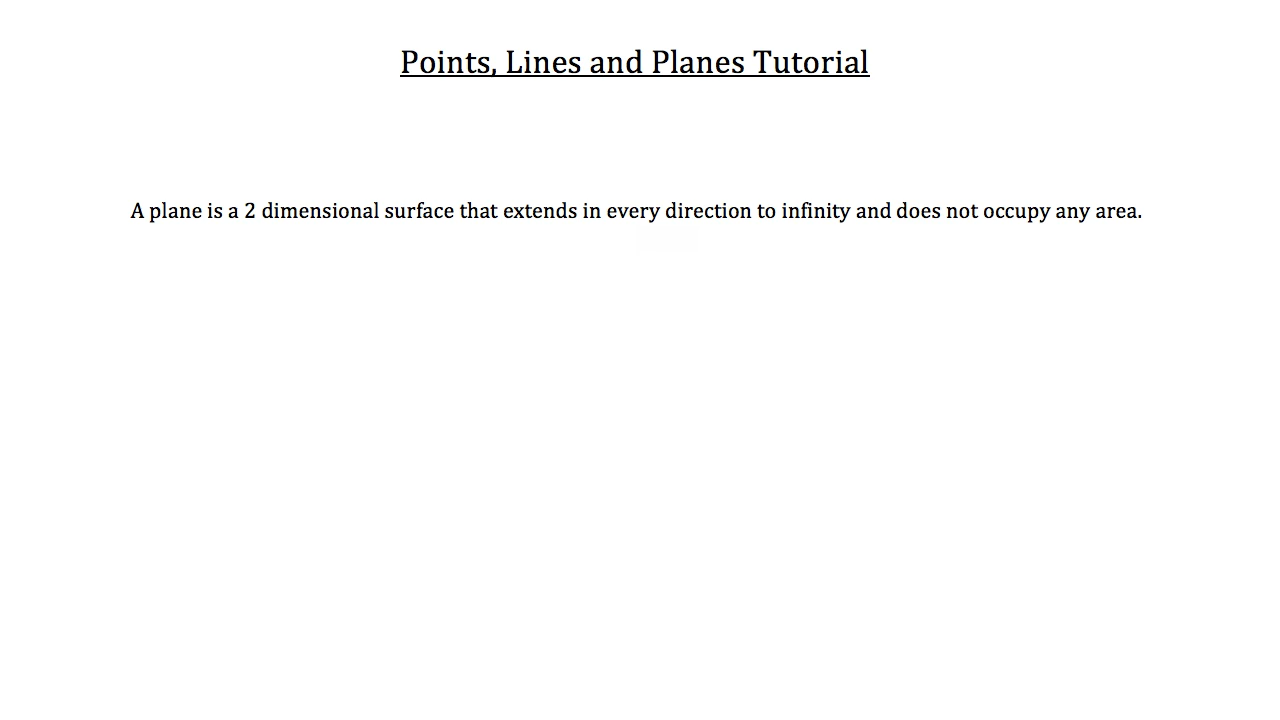 Points, Lines and Planes Tutorial
A plane is a 2 dimensional surface that extends in every direction to infinity and does not occupy any area.